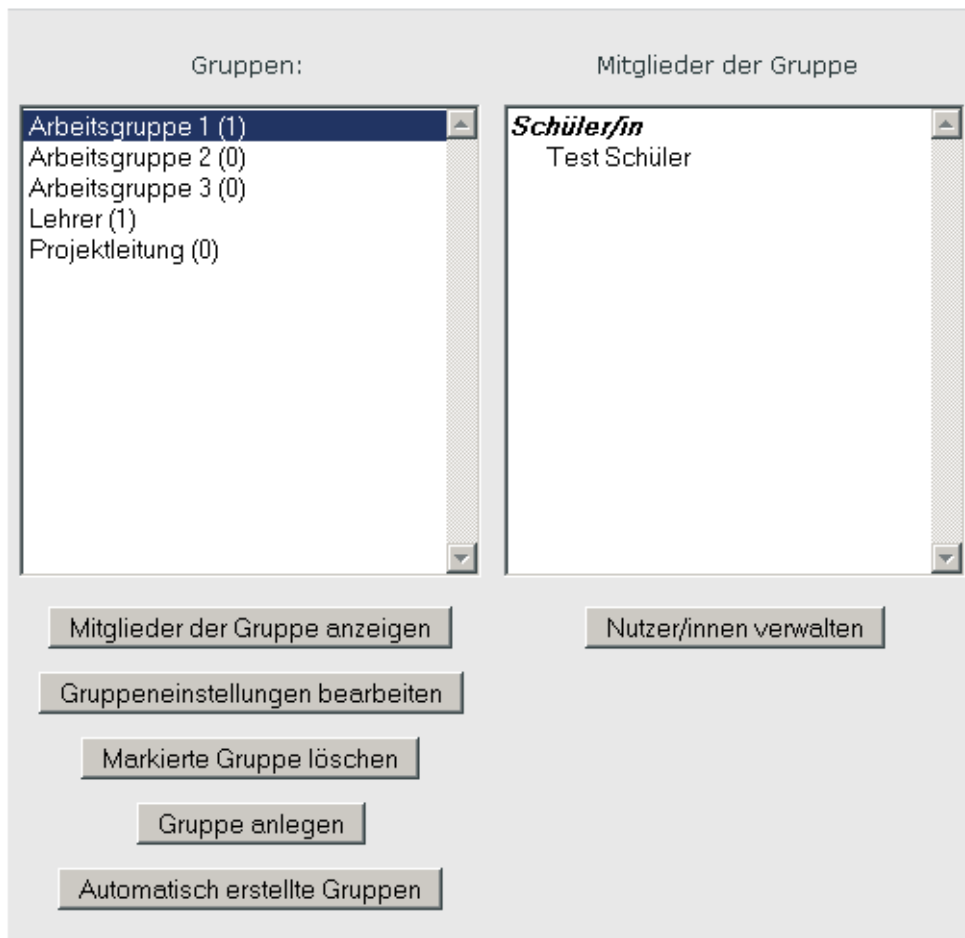 Gruppen:
Arbeitsgruppe 1 (1)
Arbeitsgruppe 2 (0)
Arbeitsgruppe 3 (0)
Lehrer (1)
Projektleitung (0)
Mitglieder der Gruppe anzeigen
Gruppeneinstellungen bearbeiten
Markierte Gruppe löschen
Gruppe anlegen
Automatisch erstellte Gruppen
Mitglieder der Gruppe
Schüler/in
Test Schüler
Nutzer/innen verwalten